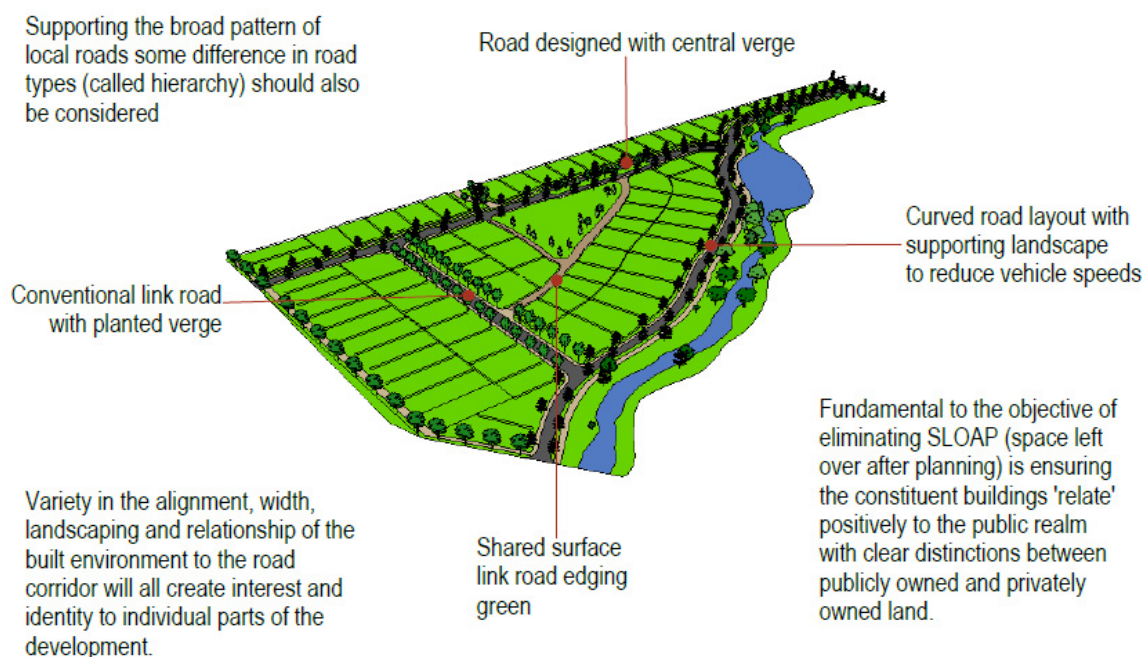 Supporting the broad pattern of
local roads some difference in road
types (called hierarchy) should also
be considered
Road designed with central verge
Curved road layout with
supporting landscape
to reduce vehicle speeds
Conventional link road
with planted verge
Shared surface
link road edging
green
Variety in the alignment, width,
landscaping and relationship of the
built environment to the road
corridor will all create interest and
identity to individual parts of the
development.
Fundamental to the objective of
eliminating SLOAP (space left
over after planning) is ensuring
the constituent buildings 'relate'
positively to the public realm
with clear distinctions between
publicly owned and privately
owned land.